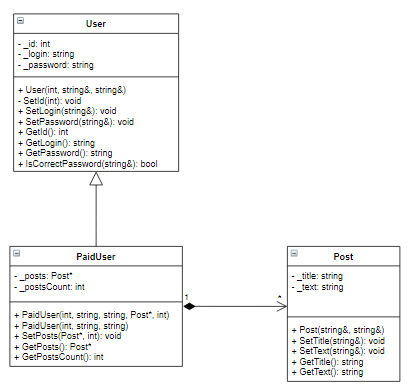 User
- _id: int
- _login: string
- _password: string
+ User(int, string&, string&)
- SetId(int): void
+ SetLogin(string&): void
+ SetPassword(string&): void
+ GetId(): int
+ GetLogin(): string
+ GetPassword(): string
+ IsCorrectPassword(string&): bool
PaidUser
- _posts: Post*
- _postsCount: int
+ PaidUser(int, string, string, Post*, int)
+ PaidUser(int, string, string)
+ SetPosts(Post*, int): void
+ GetPosts(): Post*
+ GetPostsCount(): int
1
*
Post
- _title: string
- _text: string
+ Post(string&, string&)
+ SetTitle(string&): void
+ SetText(string&): void
+ GetTitle(): string
+ GetText(): string